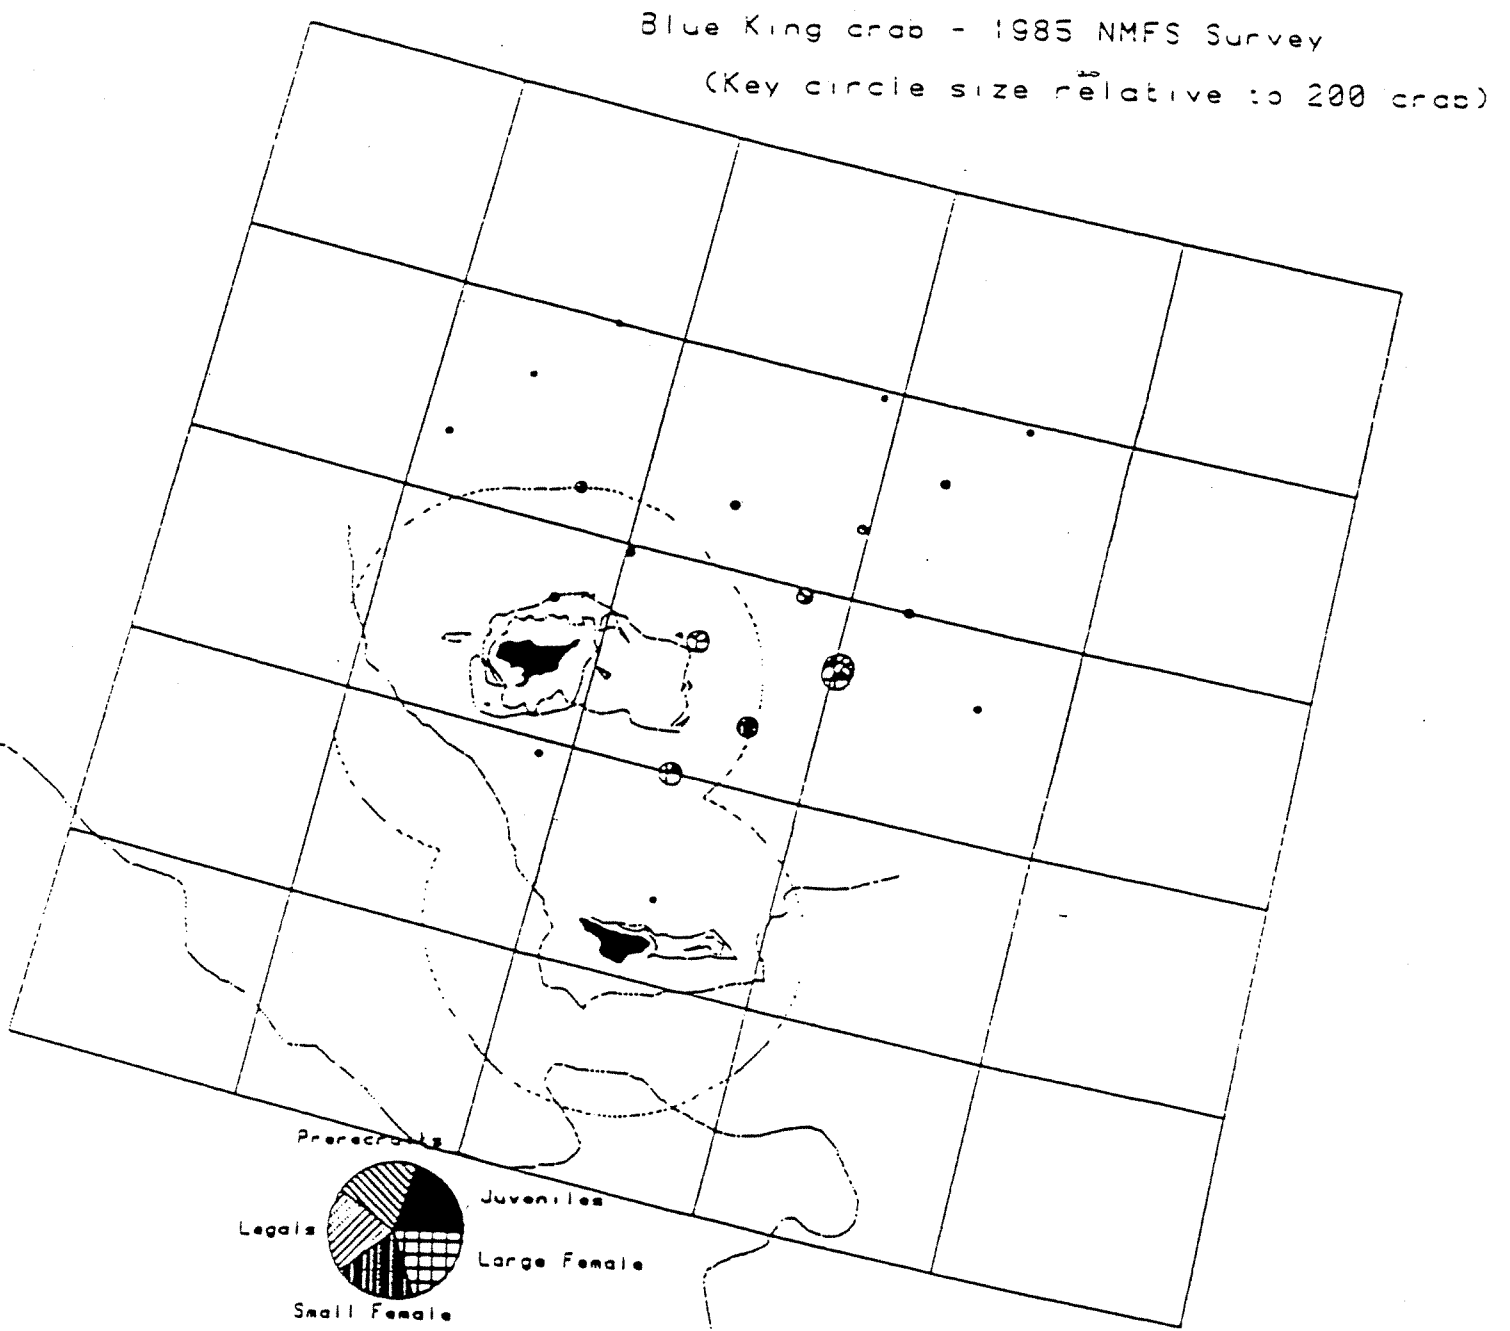 Blue King crab - 1985 NMFS Survey
(Key circle size relative to 200 crab)
Prerecruits
Juveniles
Legals
Large Female
Small Female